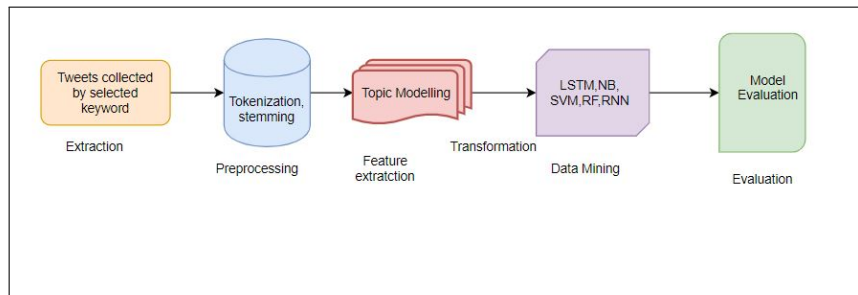 Tweets collected
by selected
keyword
Extraction
Tokenization,
stemming
Preprocessing
Topic Modelling
Feature
extratction
Transformation
LSTM,NB,
SVM,RF,RNN
Data Mining
Model
Evaluation
Evaluation